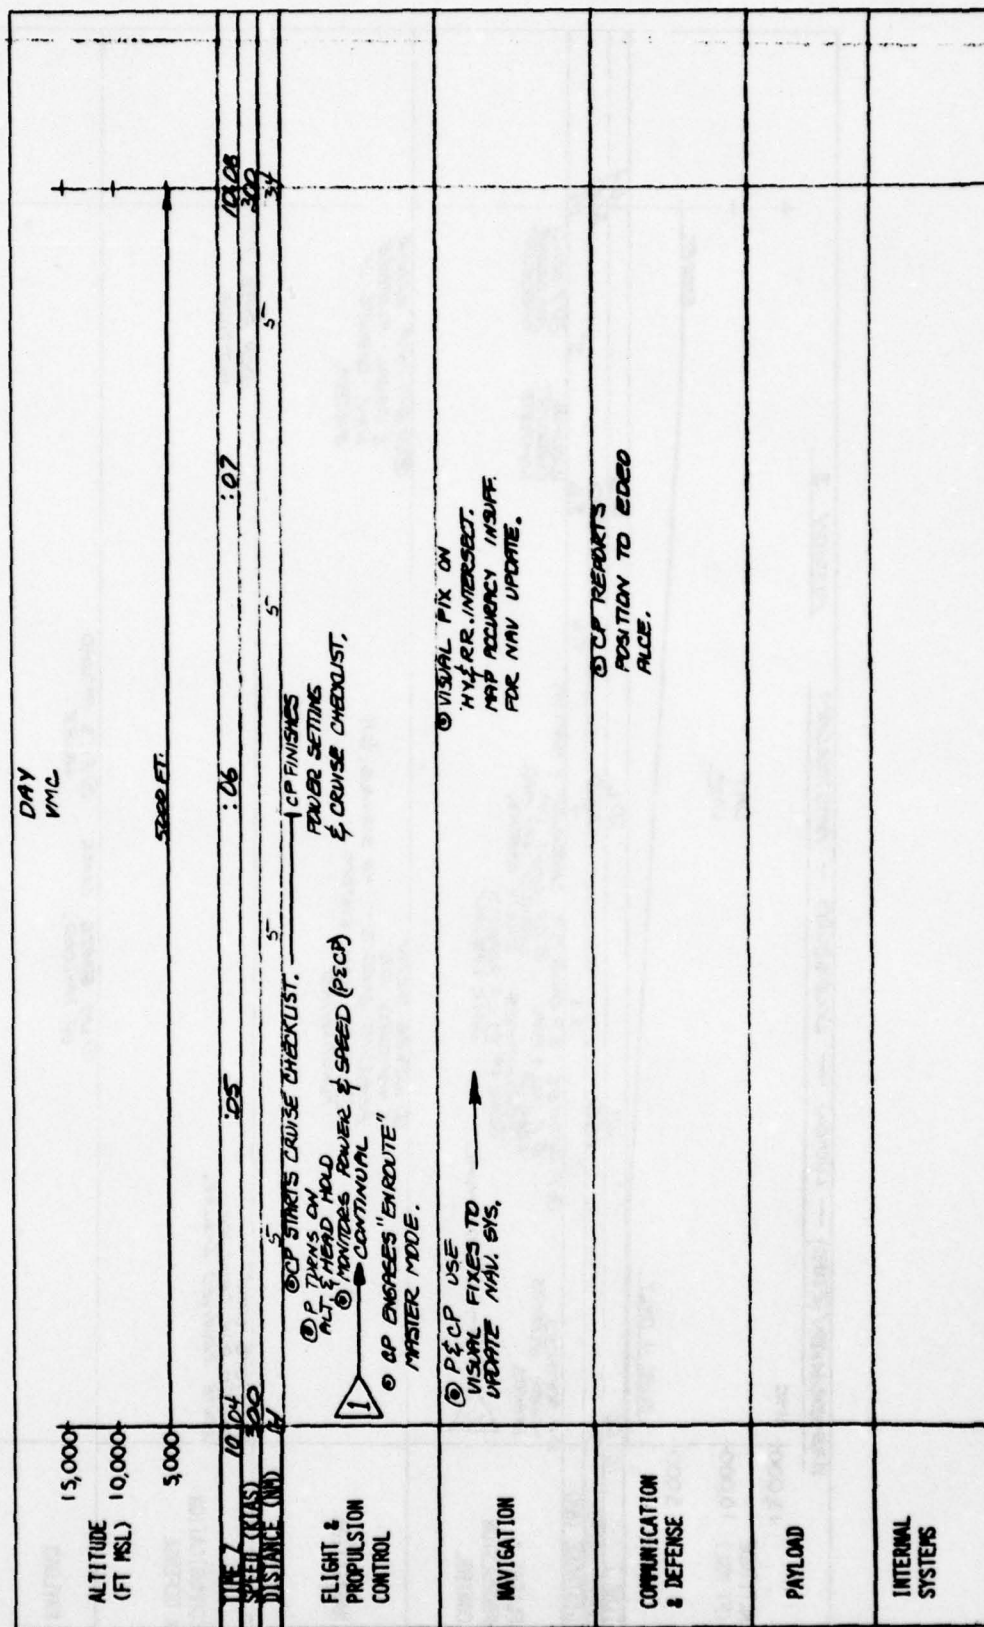 DAY
VMC
15,000
10,000
5,000
ALTITUDE
(FT MSL)
5000 FT.
TIME Z 10:04 :05 :06 :07 10:08
SPEED (KIAS) 300 300
DISTANCE (NM) 5 5 5 5 34
FLIGHT &
PROPULSION
CONTROL
CP STARTS CRUISE CHECKLIST.
CP FINISHES
POWER SETTING
& CRUISE CHECKLIST.
P TURNS ON
ALT. & HEAD HOLD
MONITORS POWER & SPEED (P&CP)
1 CONTINUAL
CP ENGAGES "ENROUTE"
MASTER MODE.
NAVIGATION
P & CP USE
VISUAL FIXES TO
UPDATE NAV. SYS.
VISUAL FIX ON
HY & RR. INTERSECT.
MAP ACCURACY INSUFF.
FOR NAV UPDATE.
COMMUNICATION
& DEFENSE
CP REPORTS
POSITION TO EDEO
ALCE.
PAYLOAD
INTERNAL
SYSTEMS